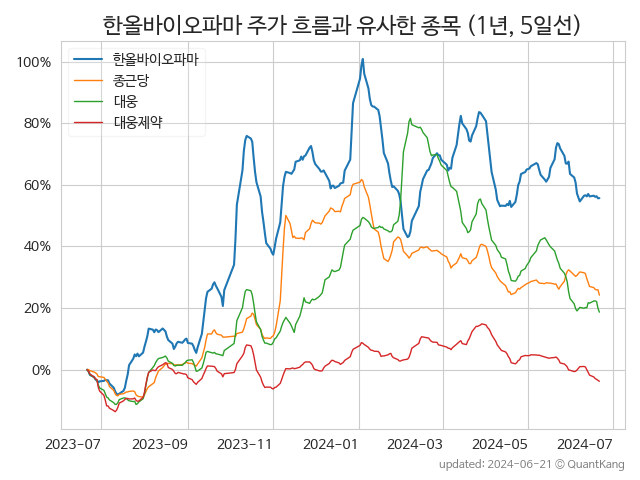 한올바이오파마 주가 흐름과 유사한 종목 (1년, 5일선)
한올바이오파마
종근당
대웅
대웅제약
100%
80%
60%
40%
20%
0%
2023-07 2023-09 2023-11 2024-01 2024-03 2024-05 2024-07
updated: 2024-06-21 © QuantKang